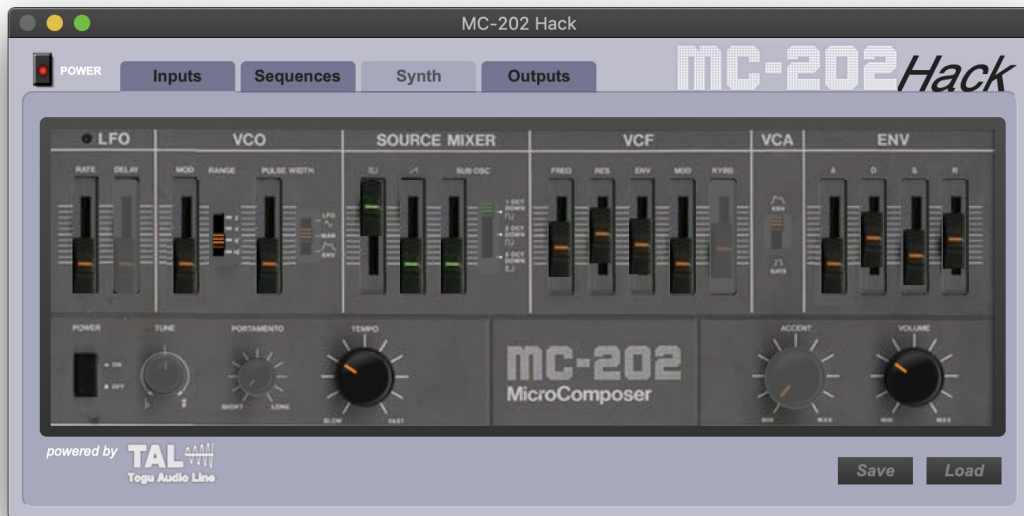 MC-202 Hack
POWER
Inputs
Sequences
Synth
Outputs
MC-202 Hack
LFO
VCO
SOURCE MIXER
VCF
VCA
ENV
RATE
DELAY
MOD
RANGE
PULSE WIDTH
SUB OSC
FREQ
RES
ENV
MOD
KYBD
A
D
S
R
LFO
MAN
ENV
1 OCT
DOWN
2 OCT
DOWN
2 OCT
DOWN
ENV
GATE
POWER
ON
OFF
TUNE
PORTAMENTO
SHORT
LONG
TEMPO
SLOW
FAST
MC-202
MicroComposer
ACCENT
MIN
MAX
VOLUME
MIN
MAX
powered by
TAL
Togu Audio Line
Save
Load